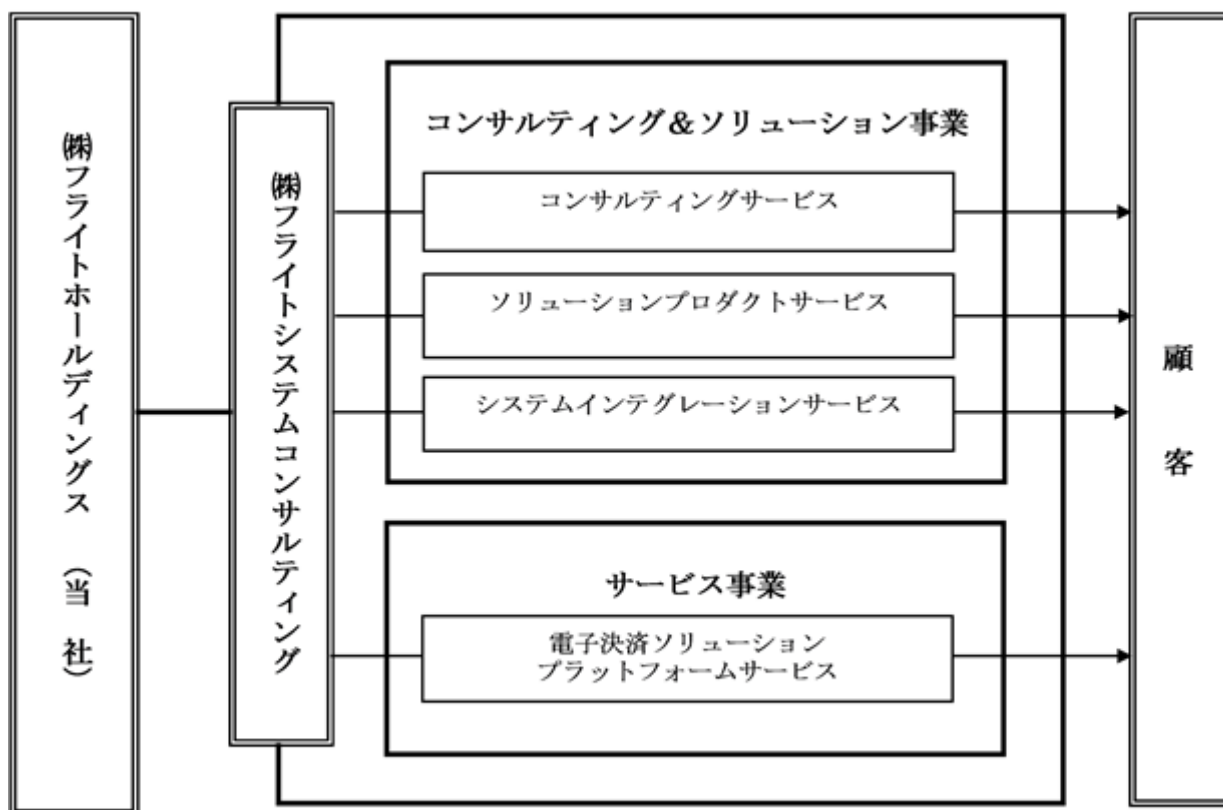 ㈱フライトホールディングス (当社)
㈱フライトシステムコンサルティング
コンサルティング＆ソリューション事業
コンサルティングサービス
ソリューションプロダクトサービス
システムインテグレーションサービス
サービス事業
電子決済ソリューション
プラットフォームサービス
顧客